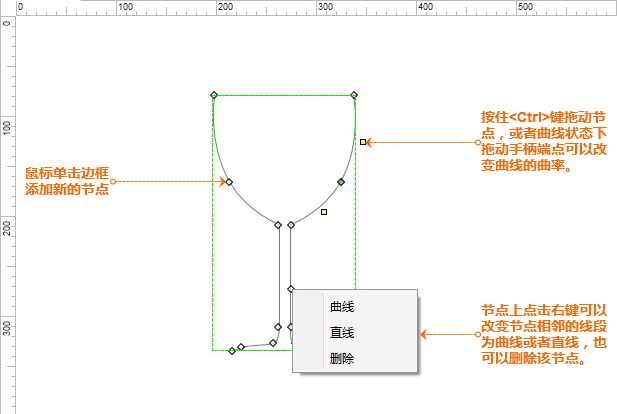 0
100
200
300
400
500
0
100
200
300
按住<Ctrl>键拖动节
点，或者曲线状态下
拖动手柄端点可以改
变曲线的曲率。
鼠标单击边框
添加新的节点
曲线
直线
删除
节点上点击右键可以
改变节点相邻的线段
为曲线或者直线，也
可以删除该节点。